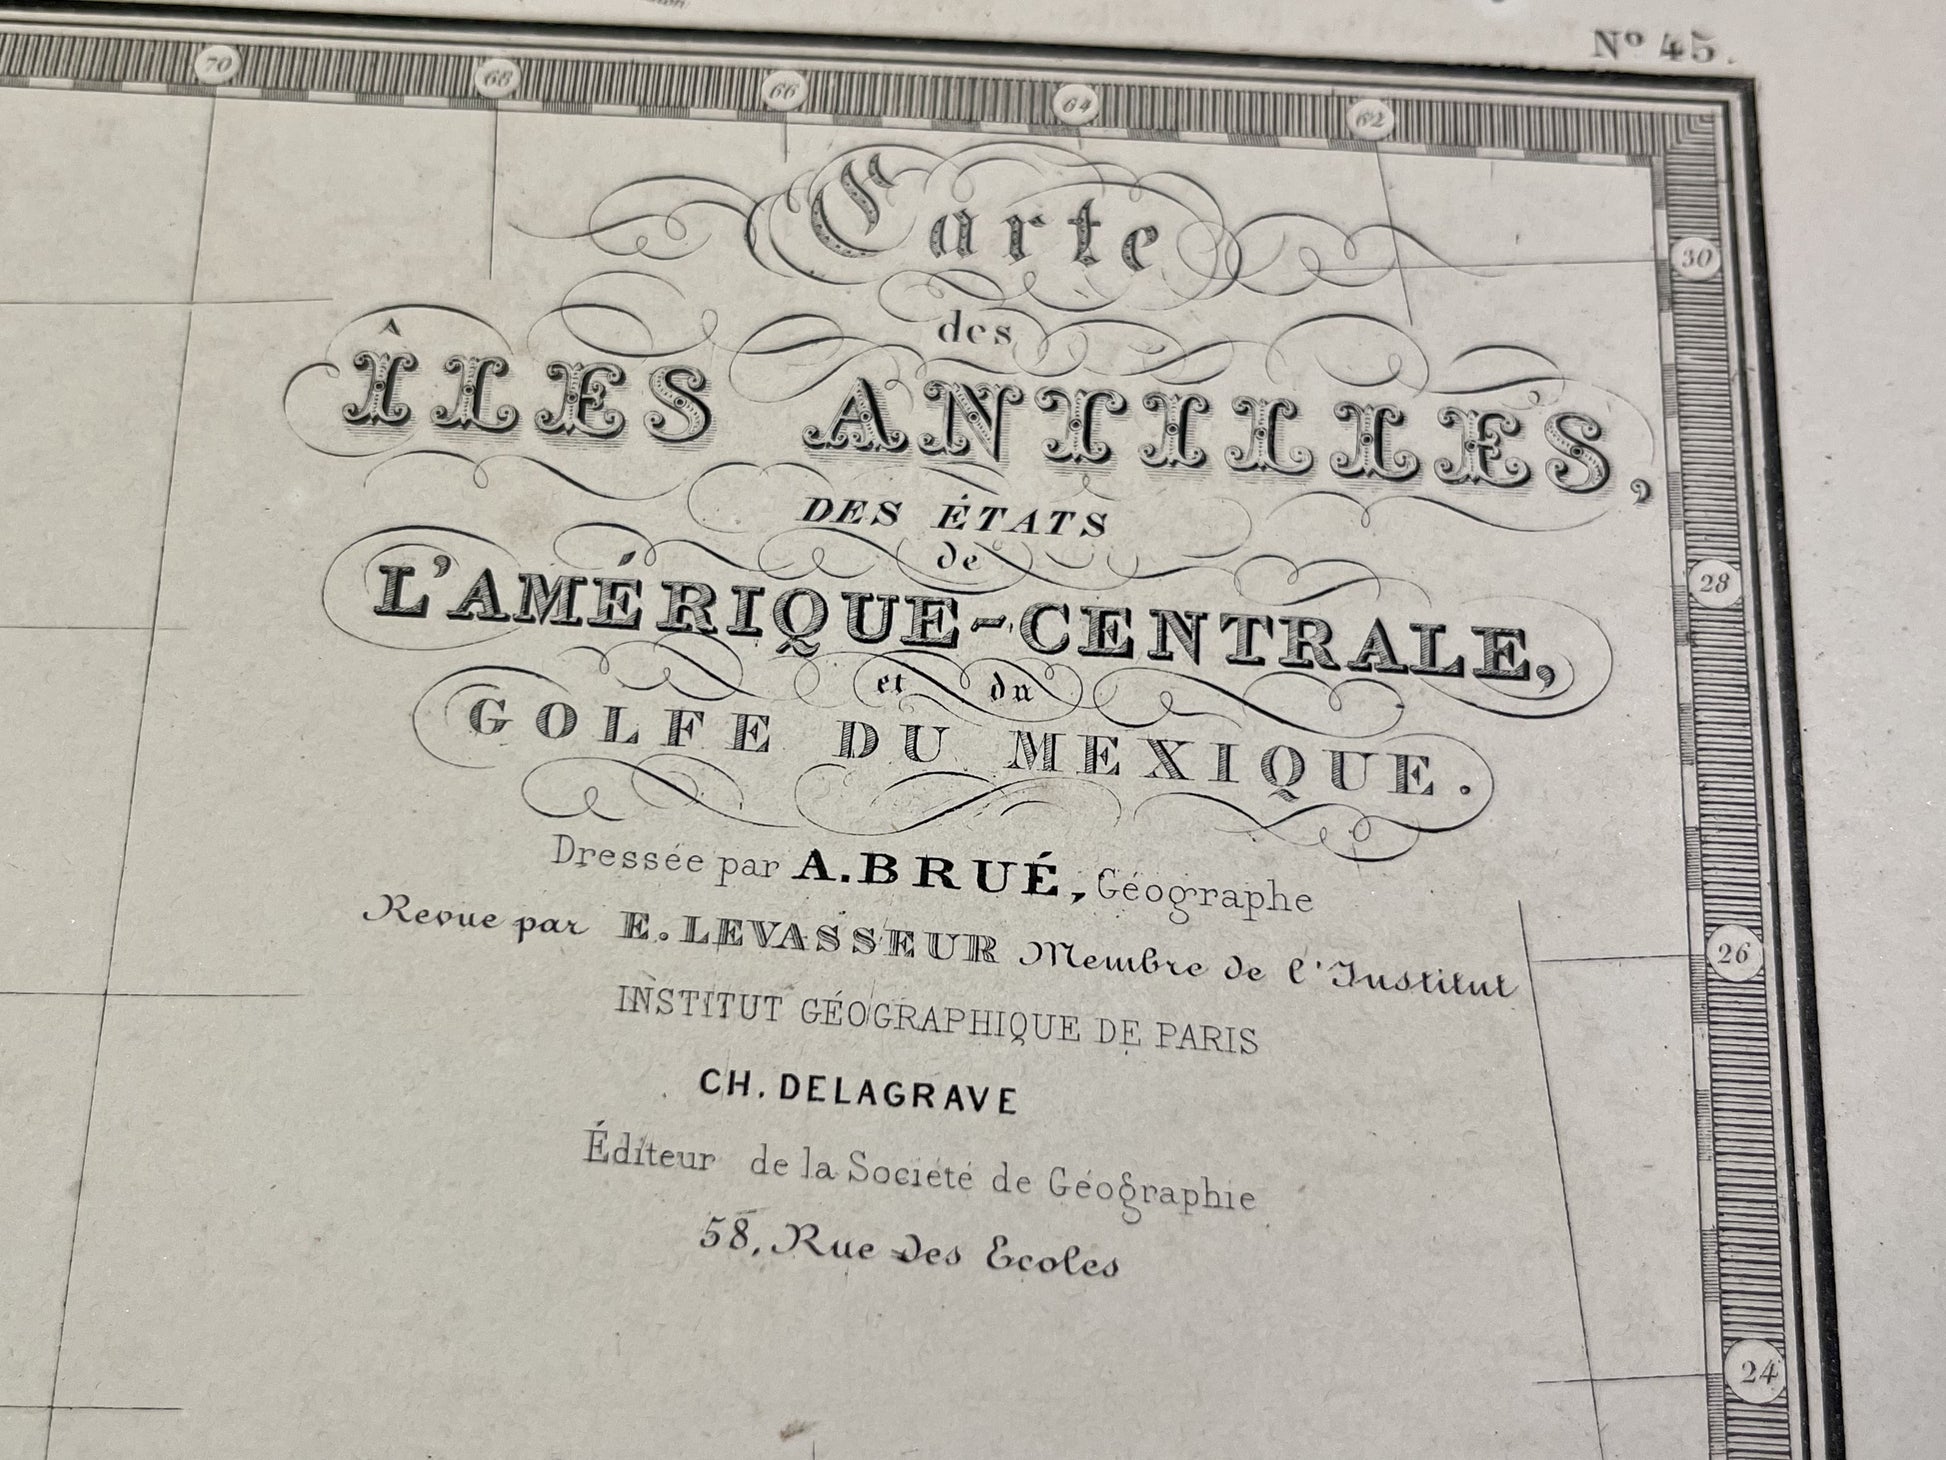 Nº 45.
70 68 66 64 62
Carte
des
ÎLES ANTILLES,
DES ÉTATS
de
L'AMÉRIQUE-CENTRALE,
et du
GOLFE DU MEXIQUE.
Dressée par A. BRUÉ, Géographe
Revue par E. LEVASSEUR Membre de l'Institut
INSTITUT GÉOGRAPHIQUE DE PARIS
CH. DELAGRAVE
Éditeur de la Société de Géographie
58, Rue des Ecoles
30
28
26
24